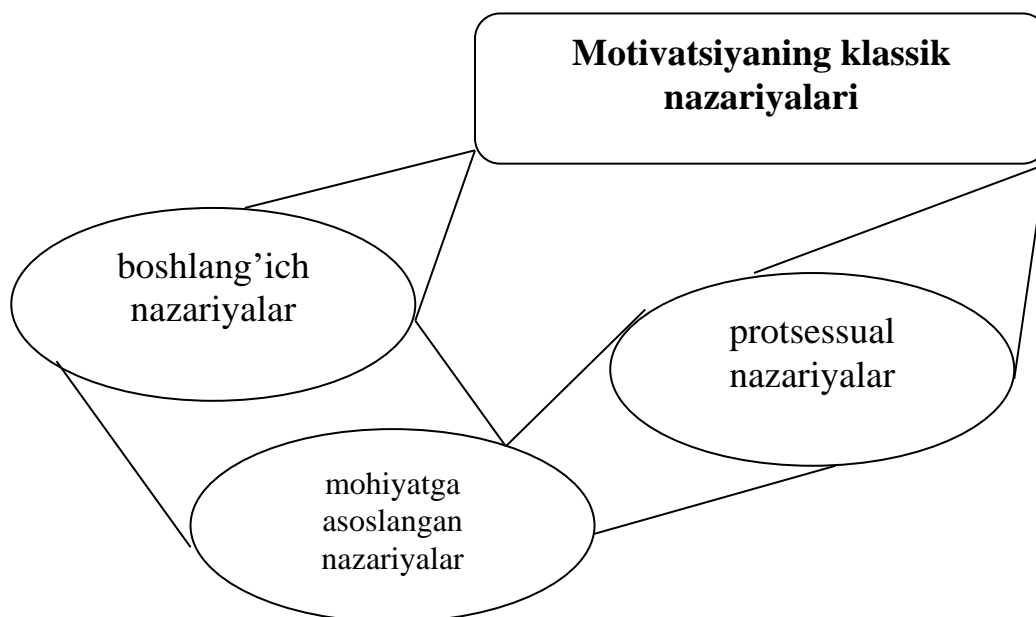 Motivatsiyaning klassik
nazariyalari
boshlang’ich
nazariyalar
protsessual
nazariyalar
mohiyatga
asoslangan
nazariyalar